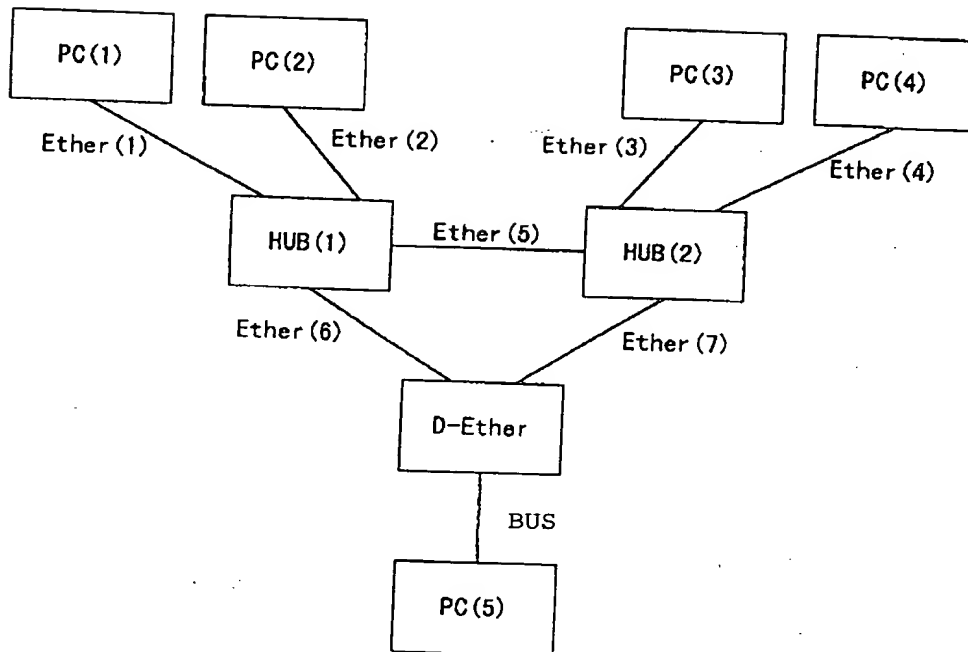 PC(1)
PC(2)
PC(3)
PC(4)
Ether(1)
Ether(2)
Ether(3)
Ether(4)
HUB(1)
Ether(5)
HUB(2)
Ether(6)
Ether(7)
D-Ether
BUS
PC(5)